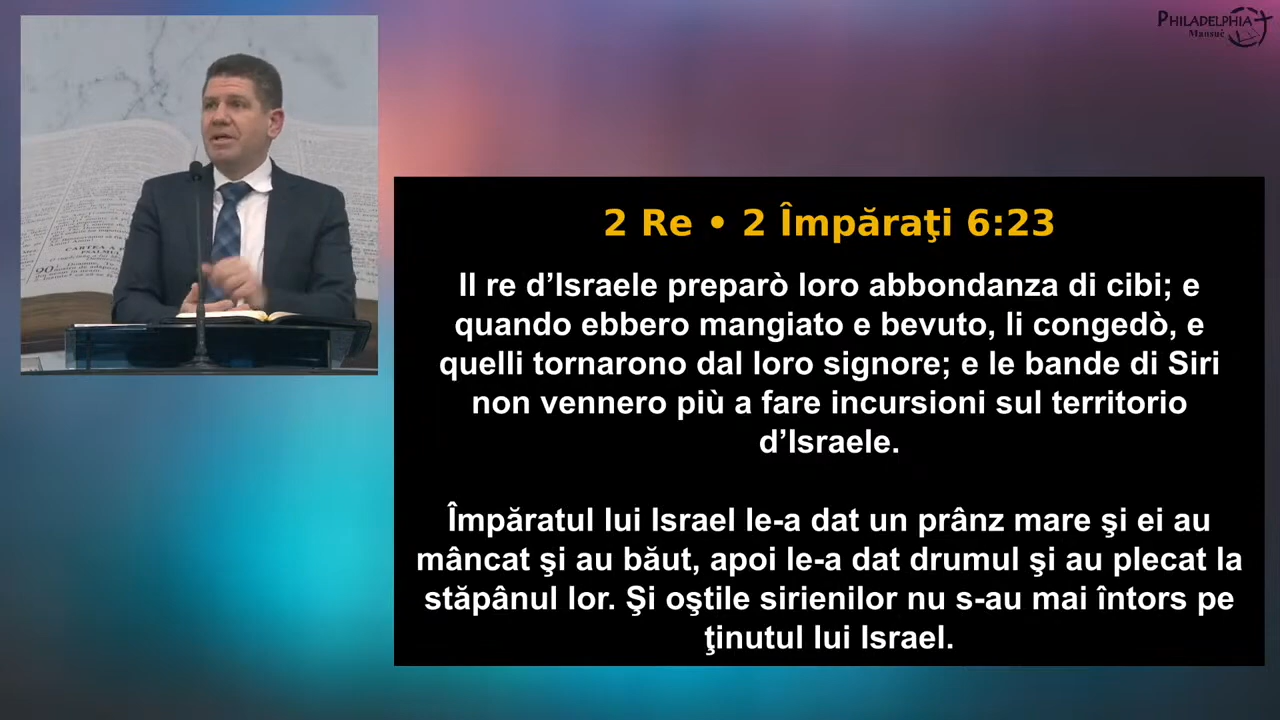 PHILADELPHIA
Mansuè
2 Re • 2 Împăraţi 6:23
Il re d’Israele preparò loro abbondanza di cibi; e
quando ebbero mangiato e bevuto, li congedò, e
quelli tornarono dal loro signore; e le bande di Siri
non vennero più a fare incursioni sul territorio
d’Israele.
Împăratul lui Israel le-a dat un prânz mare şi ei au
mâncat şi au băut, apoi le-a dat drumul şi au plecat la
stăpânul lor. Şi oştile sirienilor nu s-au mai întors pe
ţinutul lui Israel.
CARTEA A
90